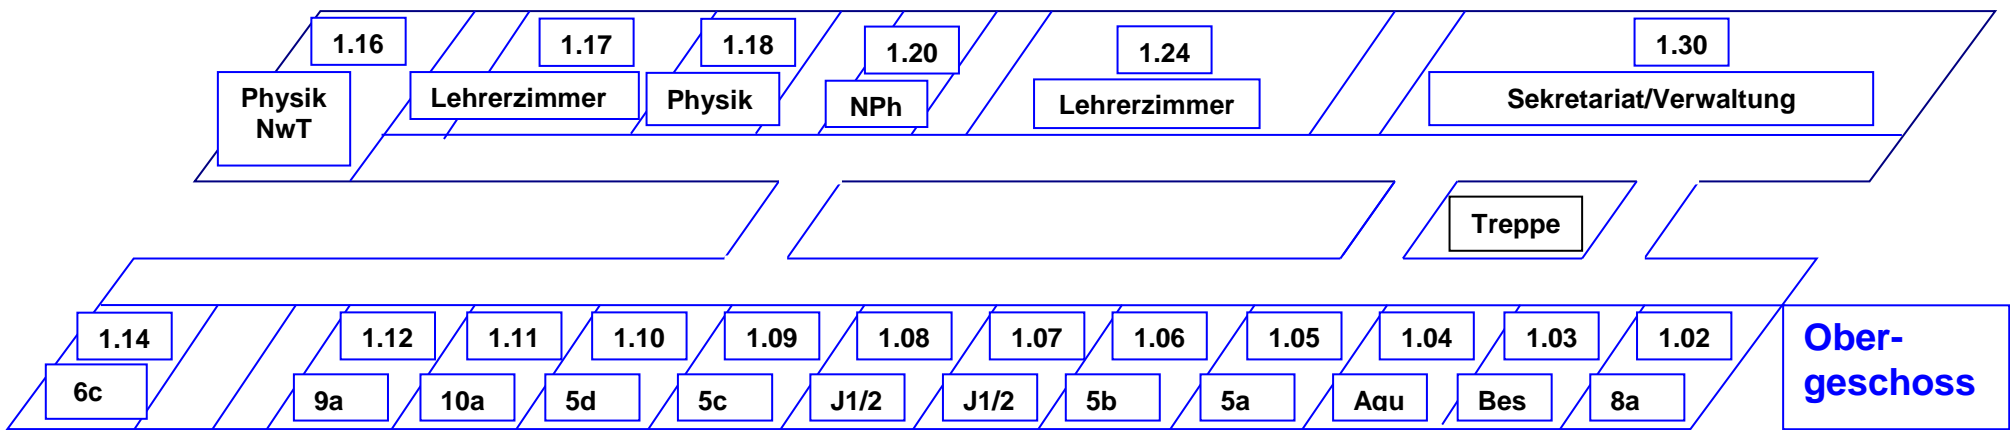 1.16 1.17 1.18 1.20 1.24 1.30
Physik
NwT
Lehrerzimmer Physik NPh Lehrerzimmer Sekretariat/Verwaltung
Treppe
1.14 1.12 1.11 1.10 1.09 1.08 1.07 1.06 1.05 1.04 1.03 1.02
6c 9a 10a 5d 5c J1/2 J1/2 5b 5a Bes 8a
Ober-
geschoss